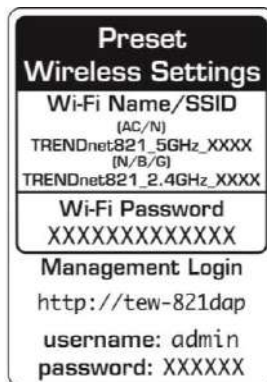 Preset
Wireless Settings
Wi-Fi Name/SSID
(AC/N)
TRENDnet821_5GHz_XXXX
(N/B/G)
TRENDnet821_2.4GHz_XXXX
Wi-Fi Password
XXXXXXXXXXXXX
Management Login
http://tew-821dap
username: admin
password: XXXXXX